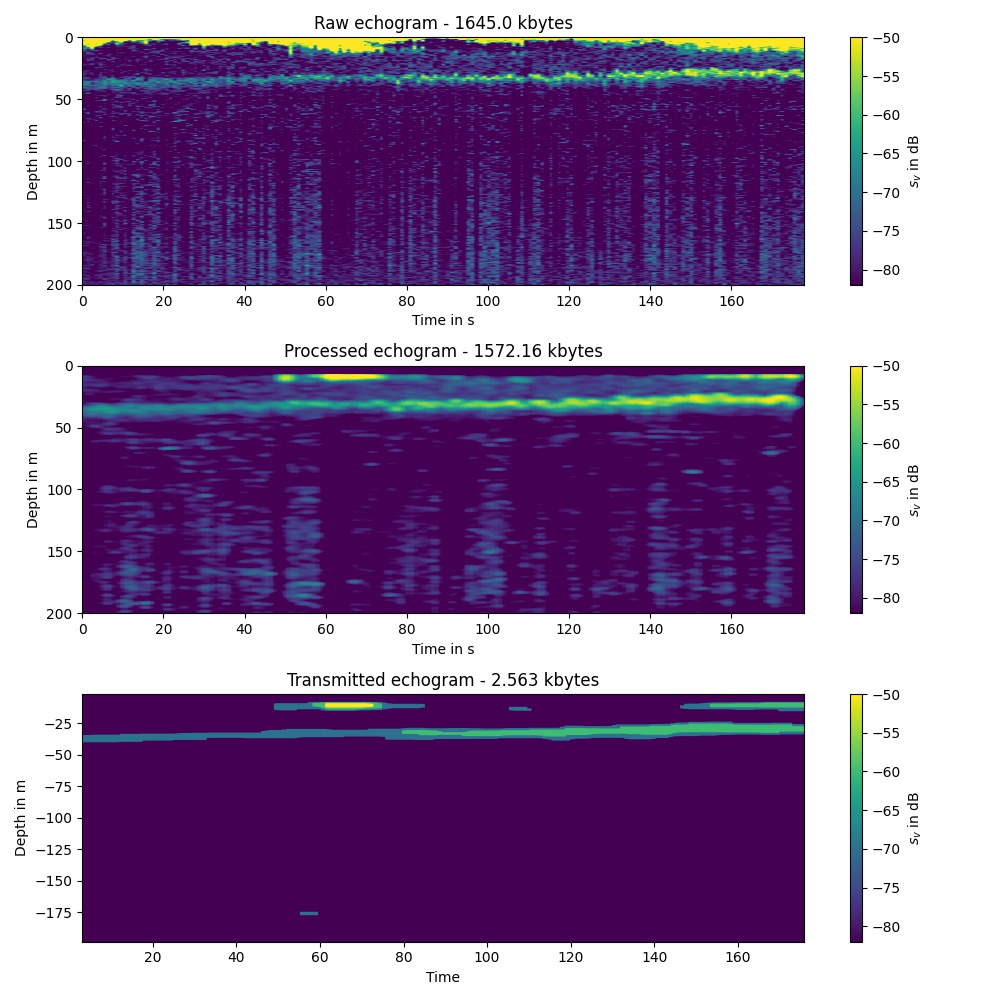 Raw echogram - 1645.0 kbytes
0
50
100
150
200
Depth in m
0 20 40 60 80 100 120 140 160
Time in s
−50
−55
−60
−65
−70
−75
−80
s_v in dB
Processed echogram - 1572.16 kbytes
0
50
100
150
200
Depth in m
0 20 40 60 80 100 120 140 160
Time in s
−50
−55
−60
−65
−70
−75
−80
s_v in dB
Transmitted echogram - 2.563 kbytes
−25
−50
−75
−100
−125
−150
−175
Depth in m
20 40 60 80 100 120 140 160
Time
−50
−55
−60
−65
−70
−75
−80
s_v in dB